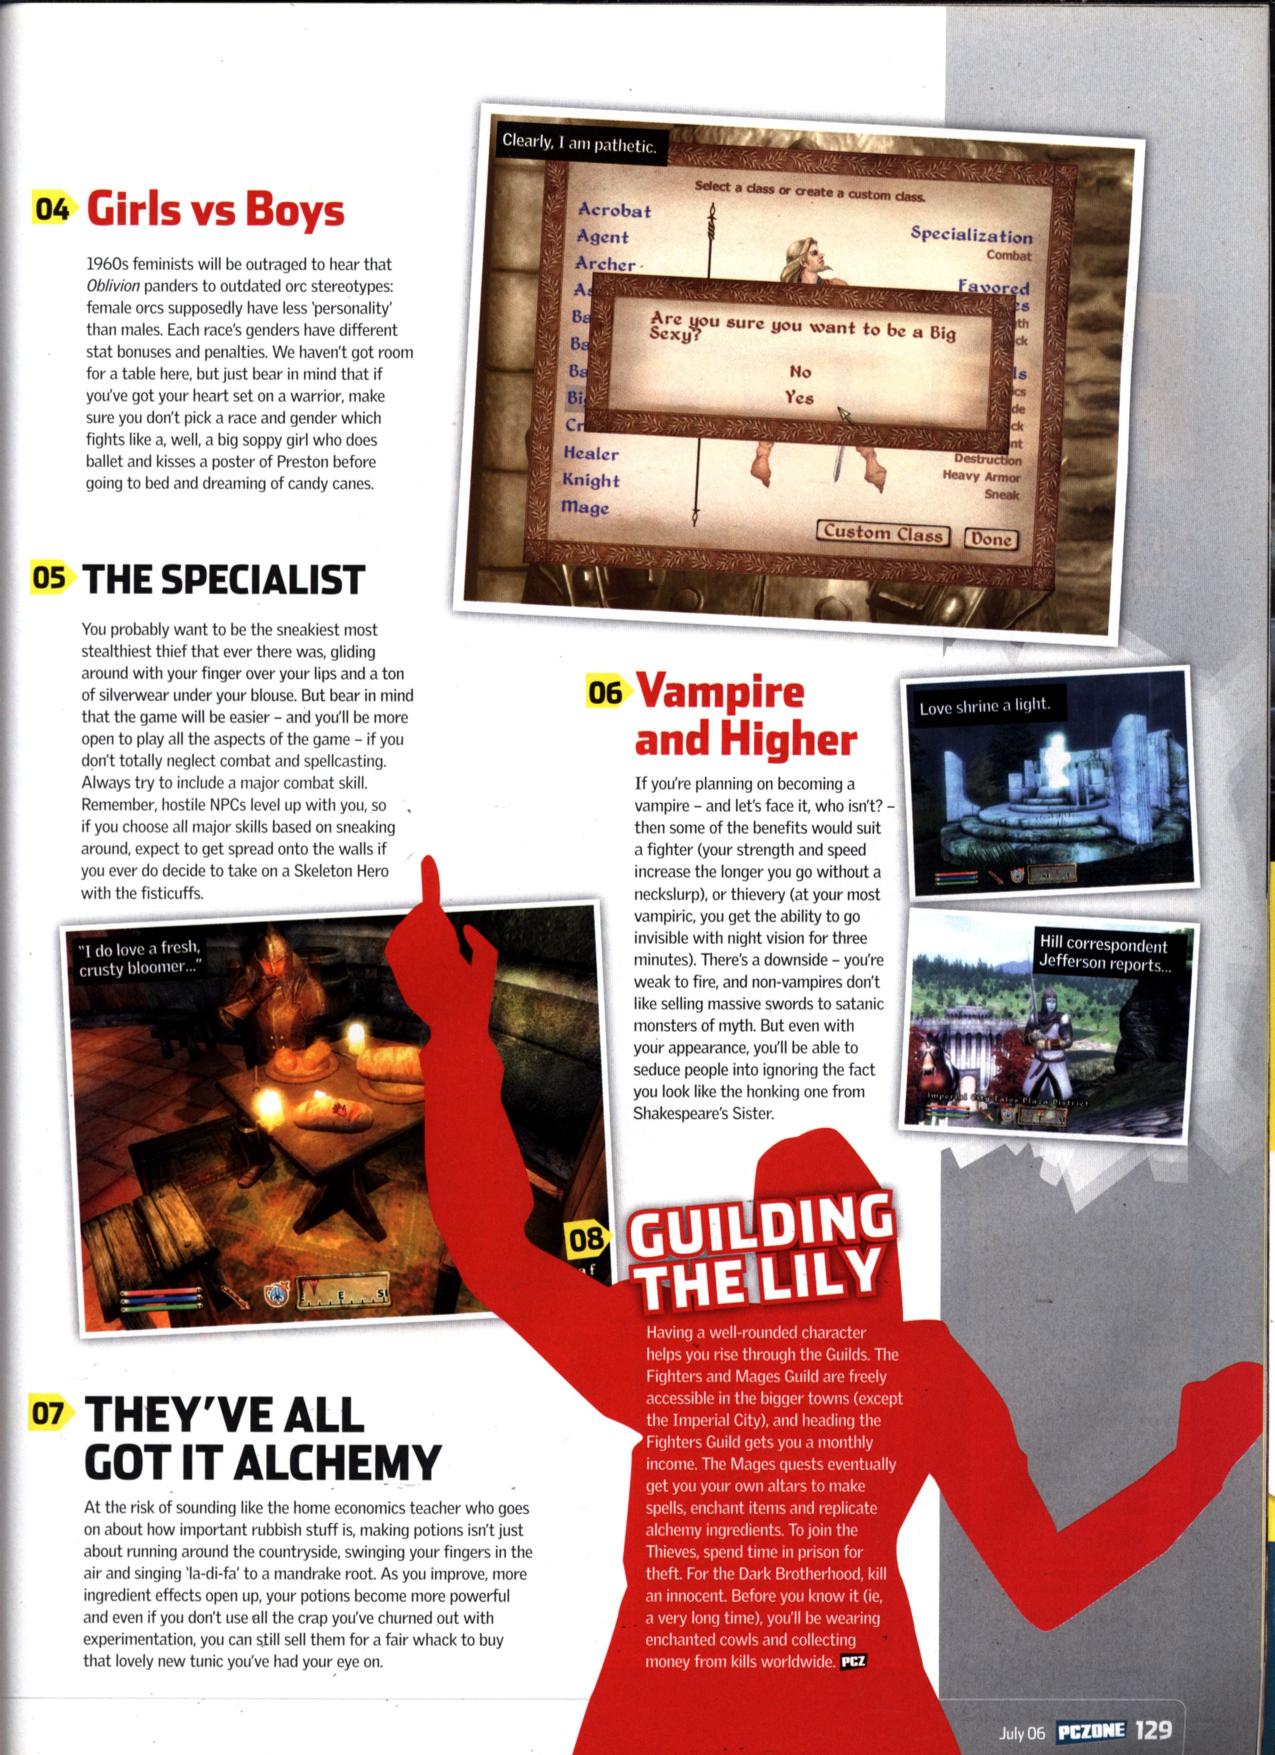 Clearly, I am pathetic.
Select a class or create a custom class.
Acrobat
Agent
Archer
Healer
Knight
Mage
Specialization
Combat
Favored
Are you sure you want to be a Big
Sexy?
No
Yes
Destruction
Heavy Armor
Sneak
Custom Class
Done
04 Girls vs Boys
1960s feminists will be outraged to hear that
Oblivion panders to outdated orc stereotypes:
female orcs supposedly have less 'personality'
than males. Each race's genders have different
stat bonuses and penalties. We haven't got room
for a table here, but just bear in mind that if
you've got your heart set on a warrior, make
sure you don't pick a race and gender which
fights like a, well, a big soppy girl who does
ballet and kisses a poster of Preston before
going to bed and dreaming of candy canes.
05 THE SPECIALIST
You probably want to be the sneakiest most
stealthiest thief that ever there was, gliding
around with your finger over your lips and a ton
of silverwear under your blouse. But bear in mind
that the game will be easier – and you'll be more
open to play all the aspects of the game – if you
don't totally neglect combat and spellcasting.
Always try to include a major combat skill.
Remember, hostile NPCs level up with you, so
if you choose all major skills based on sneaking
around, expect to get spread onto the walls if
you ever do decide to take on a Skeleton Hero
with the fisticuffs.
06 Vampire
and Higher
If you're planning on becoming a
vampire – and let's face it, who isn't? –
then some of the benefits would suit
a fighter (your strength and speed
increase the longer you go without a
neckslurp), or thievery (at your most
vampiric, you get the ability to go
invisible with night vision for three
minutes). There's a downside – you're
weak to fire, and non-vampires don't
like selling massive swords to satanic
monsters of myth. But even with
your appearance, you'll be able to
seduce people into ignoring the fact
you look like the honking one from
Shakespeare's Sister.
Love shrine a light.
Hill correspondent
Jefferson reports...
Imperial City Talos Plaza District
"I do love a fresh,
crusty bloomer..."
E
07 THEY'VE ALL
GOT IT ALCHEMY
At the risk of sounding like the home economics teacher who goes
on about how important rubbish stuff is, making potions isn't just
about running around the countryside, swinging your fingers in the
air and singing 'la-di-fa' to a mandrake root. As you improve, more
ingredient effects open up, your potions become more powerful
and even if you don't use all the crap you've churned out with
experimentation, you can still sell them for a fair whack to buy
that lovely new tunic you've had your eye on.
08 GUILDING
THE LILY
Having a well-rounded character
helps you rise through the Guilds. The
Fighters and Mages Guild are freely
accessible in the bigger towns (except
the Imperial City), and heading the
Fighters Guild gets you a monthly
income. The Mages quests eventually
get you your own altars to make
spells, enchant items and replicate
alchemy ingredients. To join the
Thieves, spend time in prison for
theft. For the Dark Brotherhood, kill
an innocent. Before you know it (ie,
a very long time), you'll be wearing
enchanted cowls and collecting
money from kills worldwide. PCZ
July 06 PCZONE 129